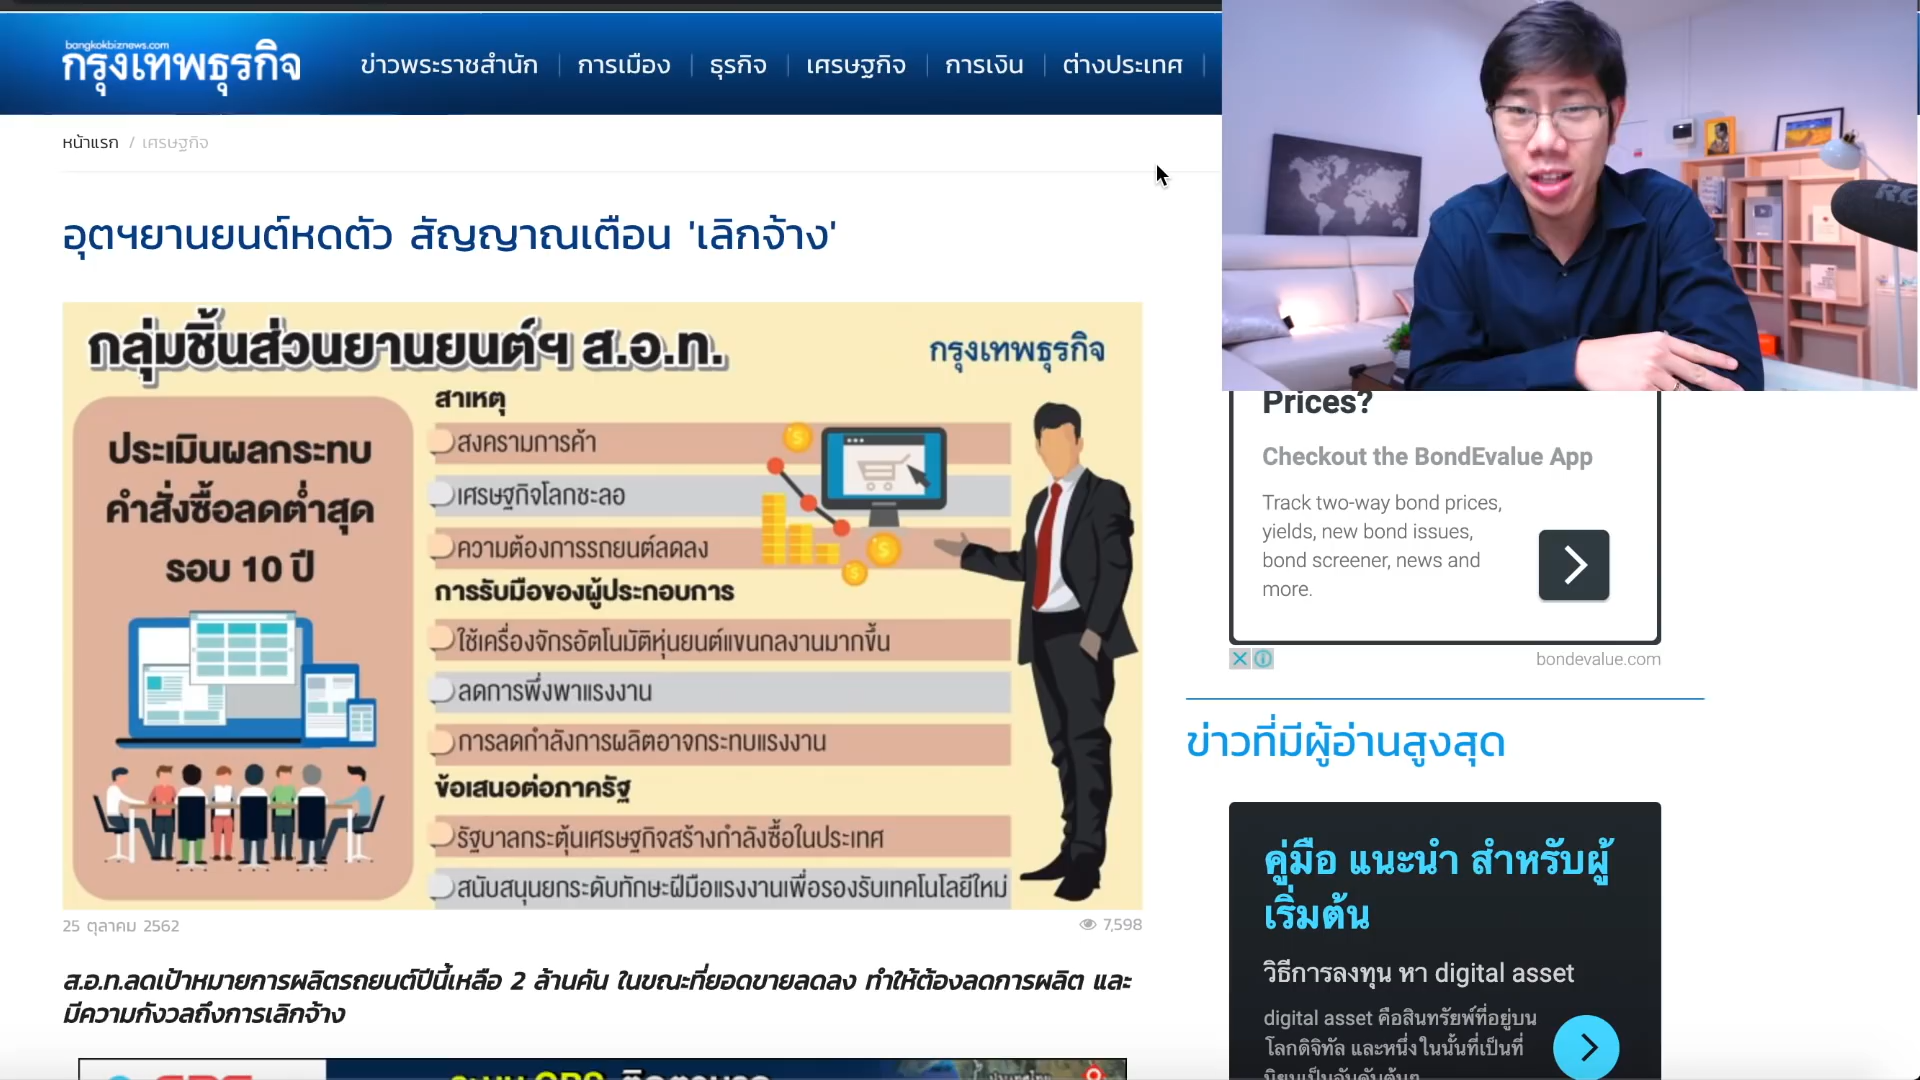 bangkokbiznews.com
กรุงเทพธุรกิจ
ข่าวพระราชสำนัก
การเมือง
ธุรกิจ
เศรษฐกิจ
การเงิน
ต่างประเทศ
หน้าแรก / เศรษฐกิจ
อุตฯยานยนต์หดตัว สัญญาณเตือน 'เลิกจ้าง'
กลุ่มชิ้นส่วนยานยนต์ฯ ส.อ.ท.
กรุงเทพธุรกิจ
ประเมินผลกระทบ
คำสั่งซื้อลดต่ำสุด
รอบ 10 ปี
สาเหตุ
สงครามการค้า
เศรษฐกิจโลกชะลอ
ความต้องการรถยนต์ลดลง
การรับมือของผู้ประกอบการ
ใช้เครื่องจักรอัตโนมัติหุ่นยนต์แขนกลงานมากขึ้น
ลดการพึ่งพาแรงงาน
การลดกำลังการผลิตอาจกระทบแรงงาน
ข้อเสนอต่อภาครัฐ
รัฐบาลกระตุ้นเศรษฐกิจสร้างกำลังซื้อในประเทศ
สนับสนุนยกระดับทักษะฝีมือแรงงานเพื่อรองรับเทคโนโลยีใหม่
25 ตุลาคม 2562
7,598
ส.อ.ท.ลดเป้าหมายการผลิตรถยนต์ปีนี้เหลือ 2 ล้านคัน ในขณะที่ยอดขายลดลง ทำให้ต้องลดการผลิต และ
มีความกังวลถึงการเลิกจ้าง
Prices?
Checkout the BondEvalue App
Track two-way bond prices,
yields, new bond issues,
bond screener, news and
more.
bondevalue.com
ข่าวที่มีผู้อ่านสูงสุด
คู่มือ แนะนำ สำหรับผู้
เริ่มต้น
วิธีการลงทุน หา digital asset
digital asset คือสินทรัยพ์ที่อยู่บน
โลกดิจิทัล และหนึ่งในนั้นที่เป็นที่